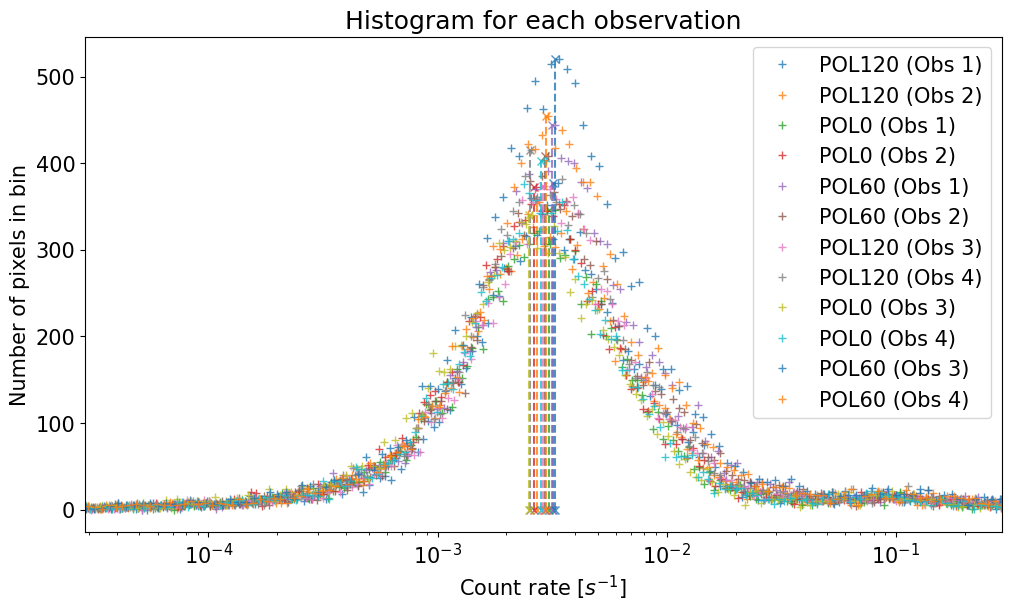 Histogram for each observation
Number of pixels in bin
500
400
300
200
100
0
10⁻⁴
10⁻³
10⁻²
10⁻¹
Count rate [s⁻¹]
POL120 (Obs 1)
POL120 (Obs 2)
POL0 (Obs 1)
POL0 (Obs 2)
POL60 (Obs 1)
POL60 (Obs 2)
POL120 (Obs 3)
POL120 (Obs 4)
POL0 (Obs 3)
POL0 (Obs 4)
POL60 (Obs 3)
POL60 (Obs 4)